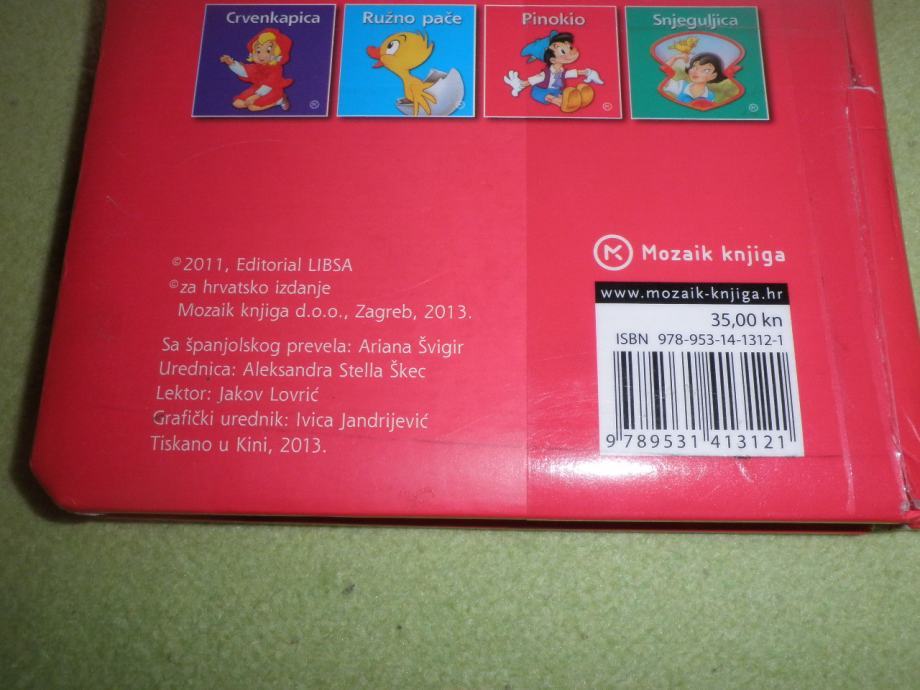 Crvenkapica
Ružno pače
Pinokio
Snjeguljica
©2011, Editorial LIBSA
©za hrvatsko izdanje
Mozaik knjiga d.o.o., Zagreb, 2013.
Sa španjolskog prevela: Ariana Švigir
Urednica: Aleksandra Stella Škec
Lektor: Jakov Lovrić
Grafički urednik: Ivica Jandrijević
Tiskano u Kini, 2013.
Mozaik knjiga
www.mozaik-knjiga.hr
35,00 kn
ISBN 978-953-14-1312-1
9 789531 413121